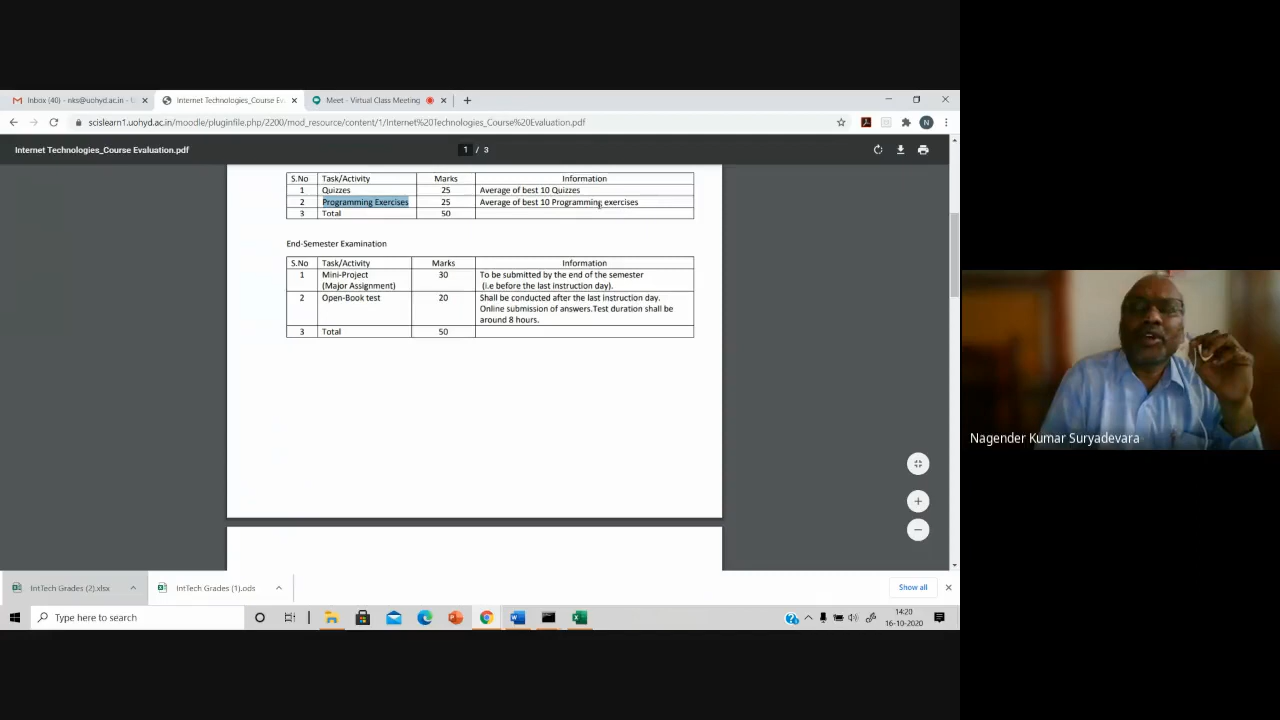 Inbox (40) - nks@uohyd.ac.in -
Internet Technologies_Course Ev
Meet - Virtual Class Meeting
scislearn1.uohyd.ac.in/moodle/pluginfile.php/2200/mod_resource/content/1/Internet%20Technologies_Course%20Evaluation.pdf
N
Internet Technologies_Course Evaluation.pdf
1 / 3
S.No Task/Activity Marks Information
1 Quizzes 25 Average of best 10 Quizzes
2 Programming Exercises 25 Average of best 10 Programming exercises
3 Total 50
End-Semester Examination
S.No Task/Activity Marks Information
1 Mini-Project 30 To be submitted by the end of the semester
(Major Assignment) (i.e before the last instruction day).
2 Open-Book test 20 Shall be conducted after the last instruction day.
Online submission of answers.Test duration shall be
around 8 hours.
3 Total 50
Nagender Kumar Suryadevara
IntTech Grades (2).xlsx
IntTech Grades (1).ods
Show all
Type here to search
14:20
16-10-2020